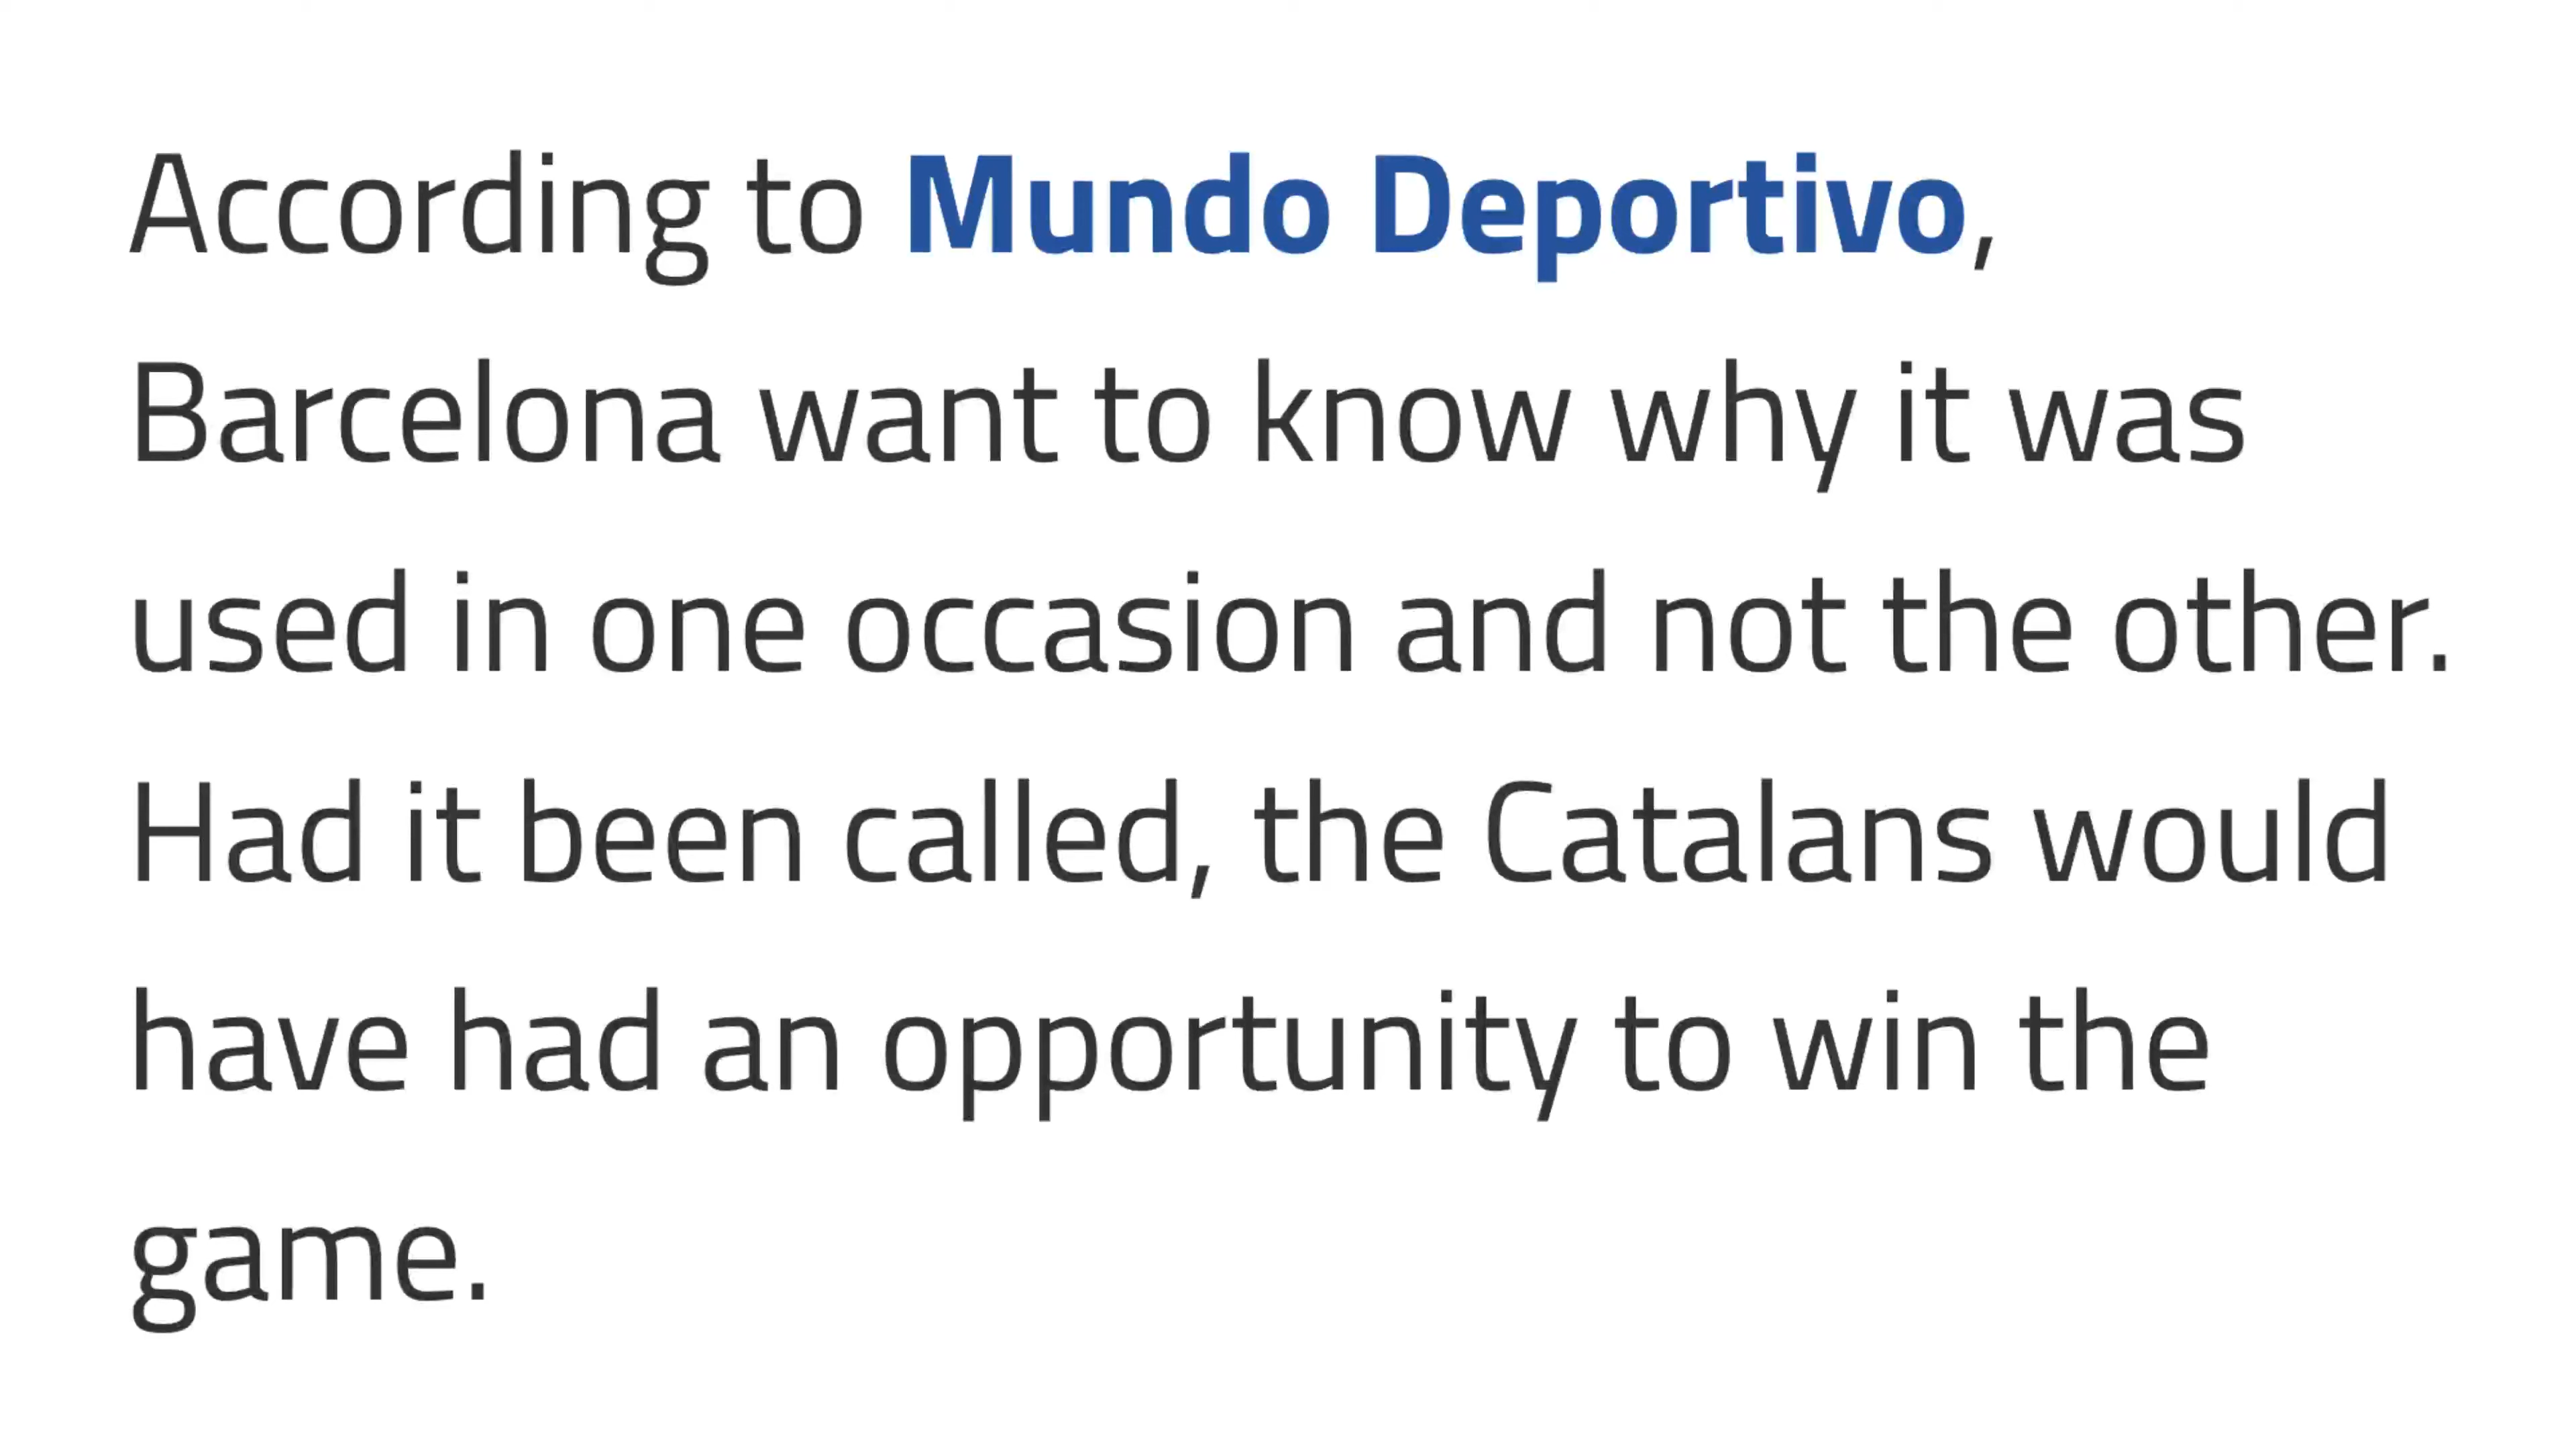 According to Mundo Deportivo,
Barcelona want to know why it was
used in one occasion and not the other.
Had it been called, the Catalans would
have had an opportunity to win the
game.